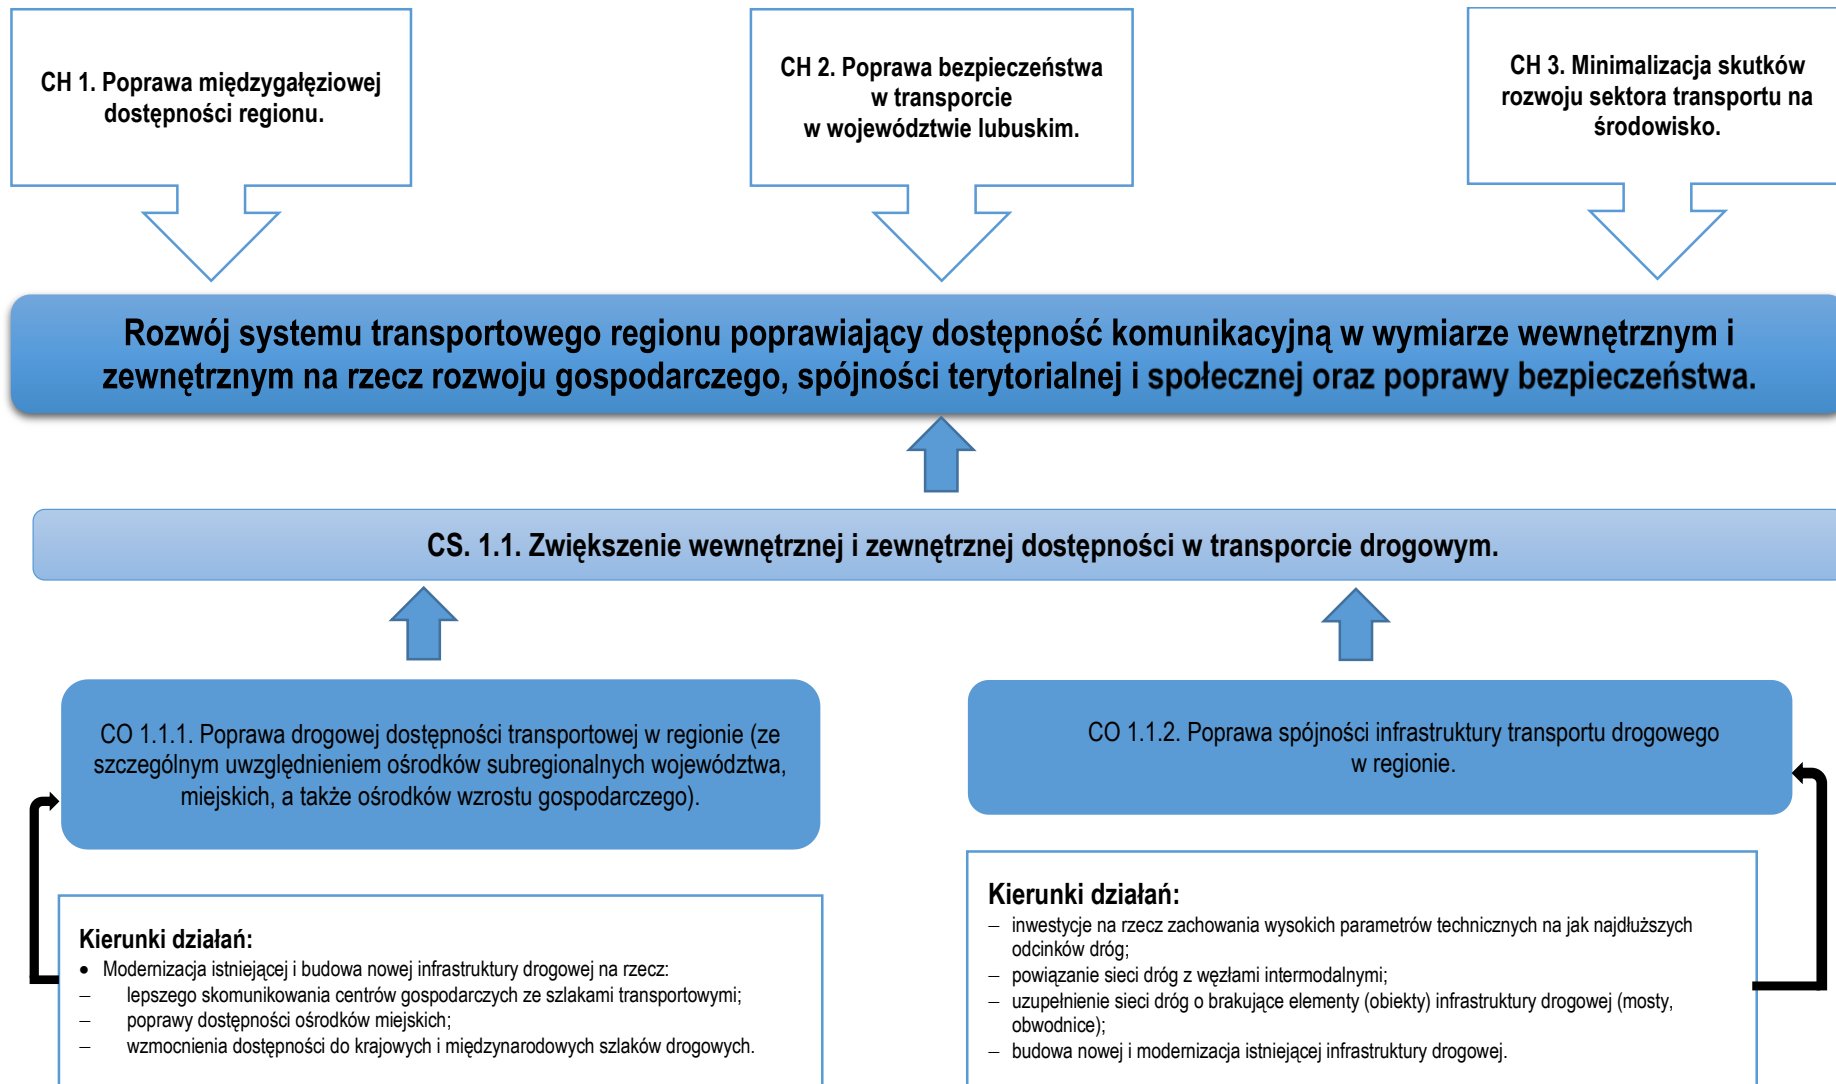 CH 1. Poprawa międzygałęziowej
dostępności regionu.
CH 2. Poprawa bezpieczeństwa
w transporcie
w województwie lubuskim.
CH 3. Minimalizacja skutków
rozwoju sektora transportu na
środowisko.
Rozwój systemu transportowego regionu poprawiający dostępność komunikacyjną w wymiarze wewnętrznym i
zewnętrznym na rzecz rozwoju gospodarczego, spójności terytorialnej i społecznej oraz poprawy bezpieczeństwa.
CS. 1.1. Zwiększenie wewnętrznej i zewnętrznej dostępności w transporcie drogowym.
CO 1.1.1. Poprawa drogowej dostępności transportowej w regionie (ze
szczególnym uwzględnieniem ośrodków subregionalnych województwa,
miejskich, a także ośrodków wzrostu gospodarczego).
Kierunki działań:
• Modernizacja istniejącej i budowa nowej infrastruktury drogowej na rzecz:
– lepszego skomunikowania centrów gospodarczych ze szlakami transportowymi;
– poprawy dostępności ośrodków miejskich;
– wzmocnienia dostępności do krajowych i międzynarodowych szlaków drogowych.
CO 1.1.2. Poprawa spójności infrastruktury transportu drogowego
w regionie.
Kierunki działań:
– inwestycje na rzecz zachowania wysokich parametrów technicznych na jak najdłuższych
odcinków dróg;
– powiązanie sieci dróg z węzłami intermodalnymi;
– uzupełnienie sieci dróg o brakujące elementy (obiekty) infrastruktury drogowej (mosty,
obwodnice);
– budowa nowej i modernizacja istniejącej infrastruktury drogowej.